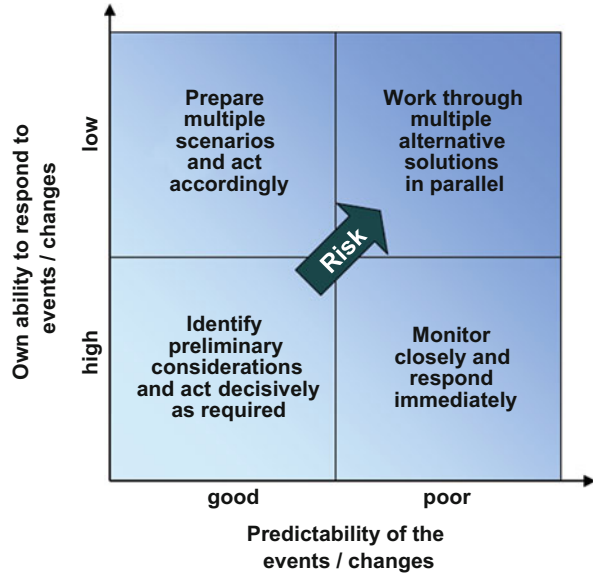 Own ability to respond to
events / changes
low
high
Prepare
multiple
scenarios
and act
accordingly
Work through
multiple
alternative
solutions
in parallel
Risk
Identify
preliminary
considerations
and act decisively
as required
Monitor
closely and
respond
immediately
good
poor
Predictability of the
events / changes